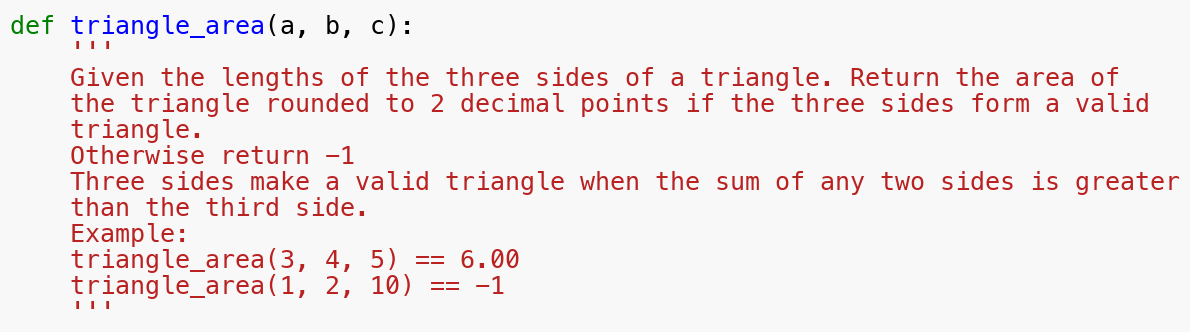 def triangle_area(a, b, c):
    '''
    Given the lengths of the three sides of a triangle. Return the area of
    the triangle rounded to 2 decimal points if the three sides form a valid
    triangle.
    Otherwise return −1
    Three sides make a valid triangle when the sum of any two sides is greater
    than the third side.
    Example:
    triangle_area(3, 4, 5) == 6.00
    triangle_area(1, 2, 10) == −1
    '''